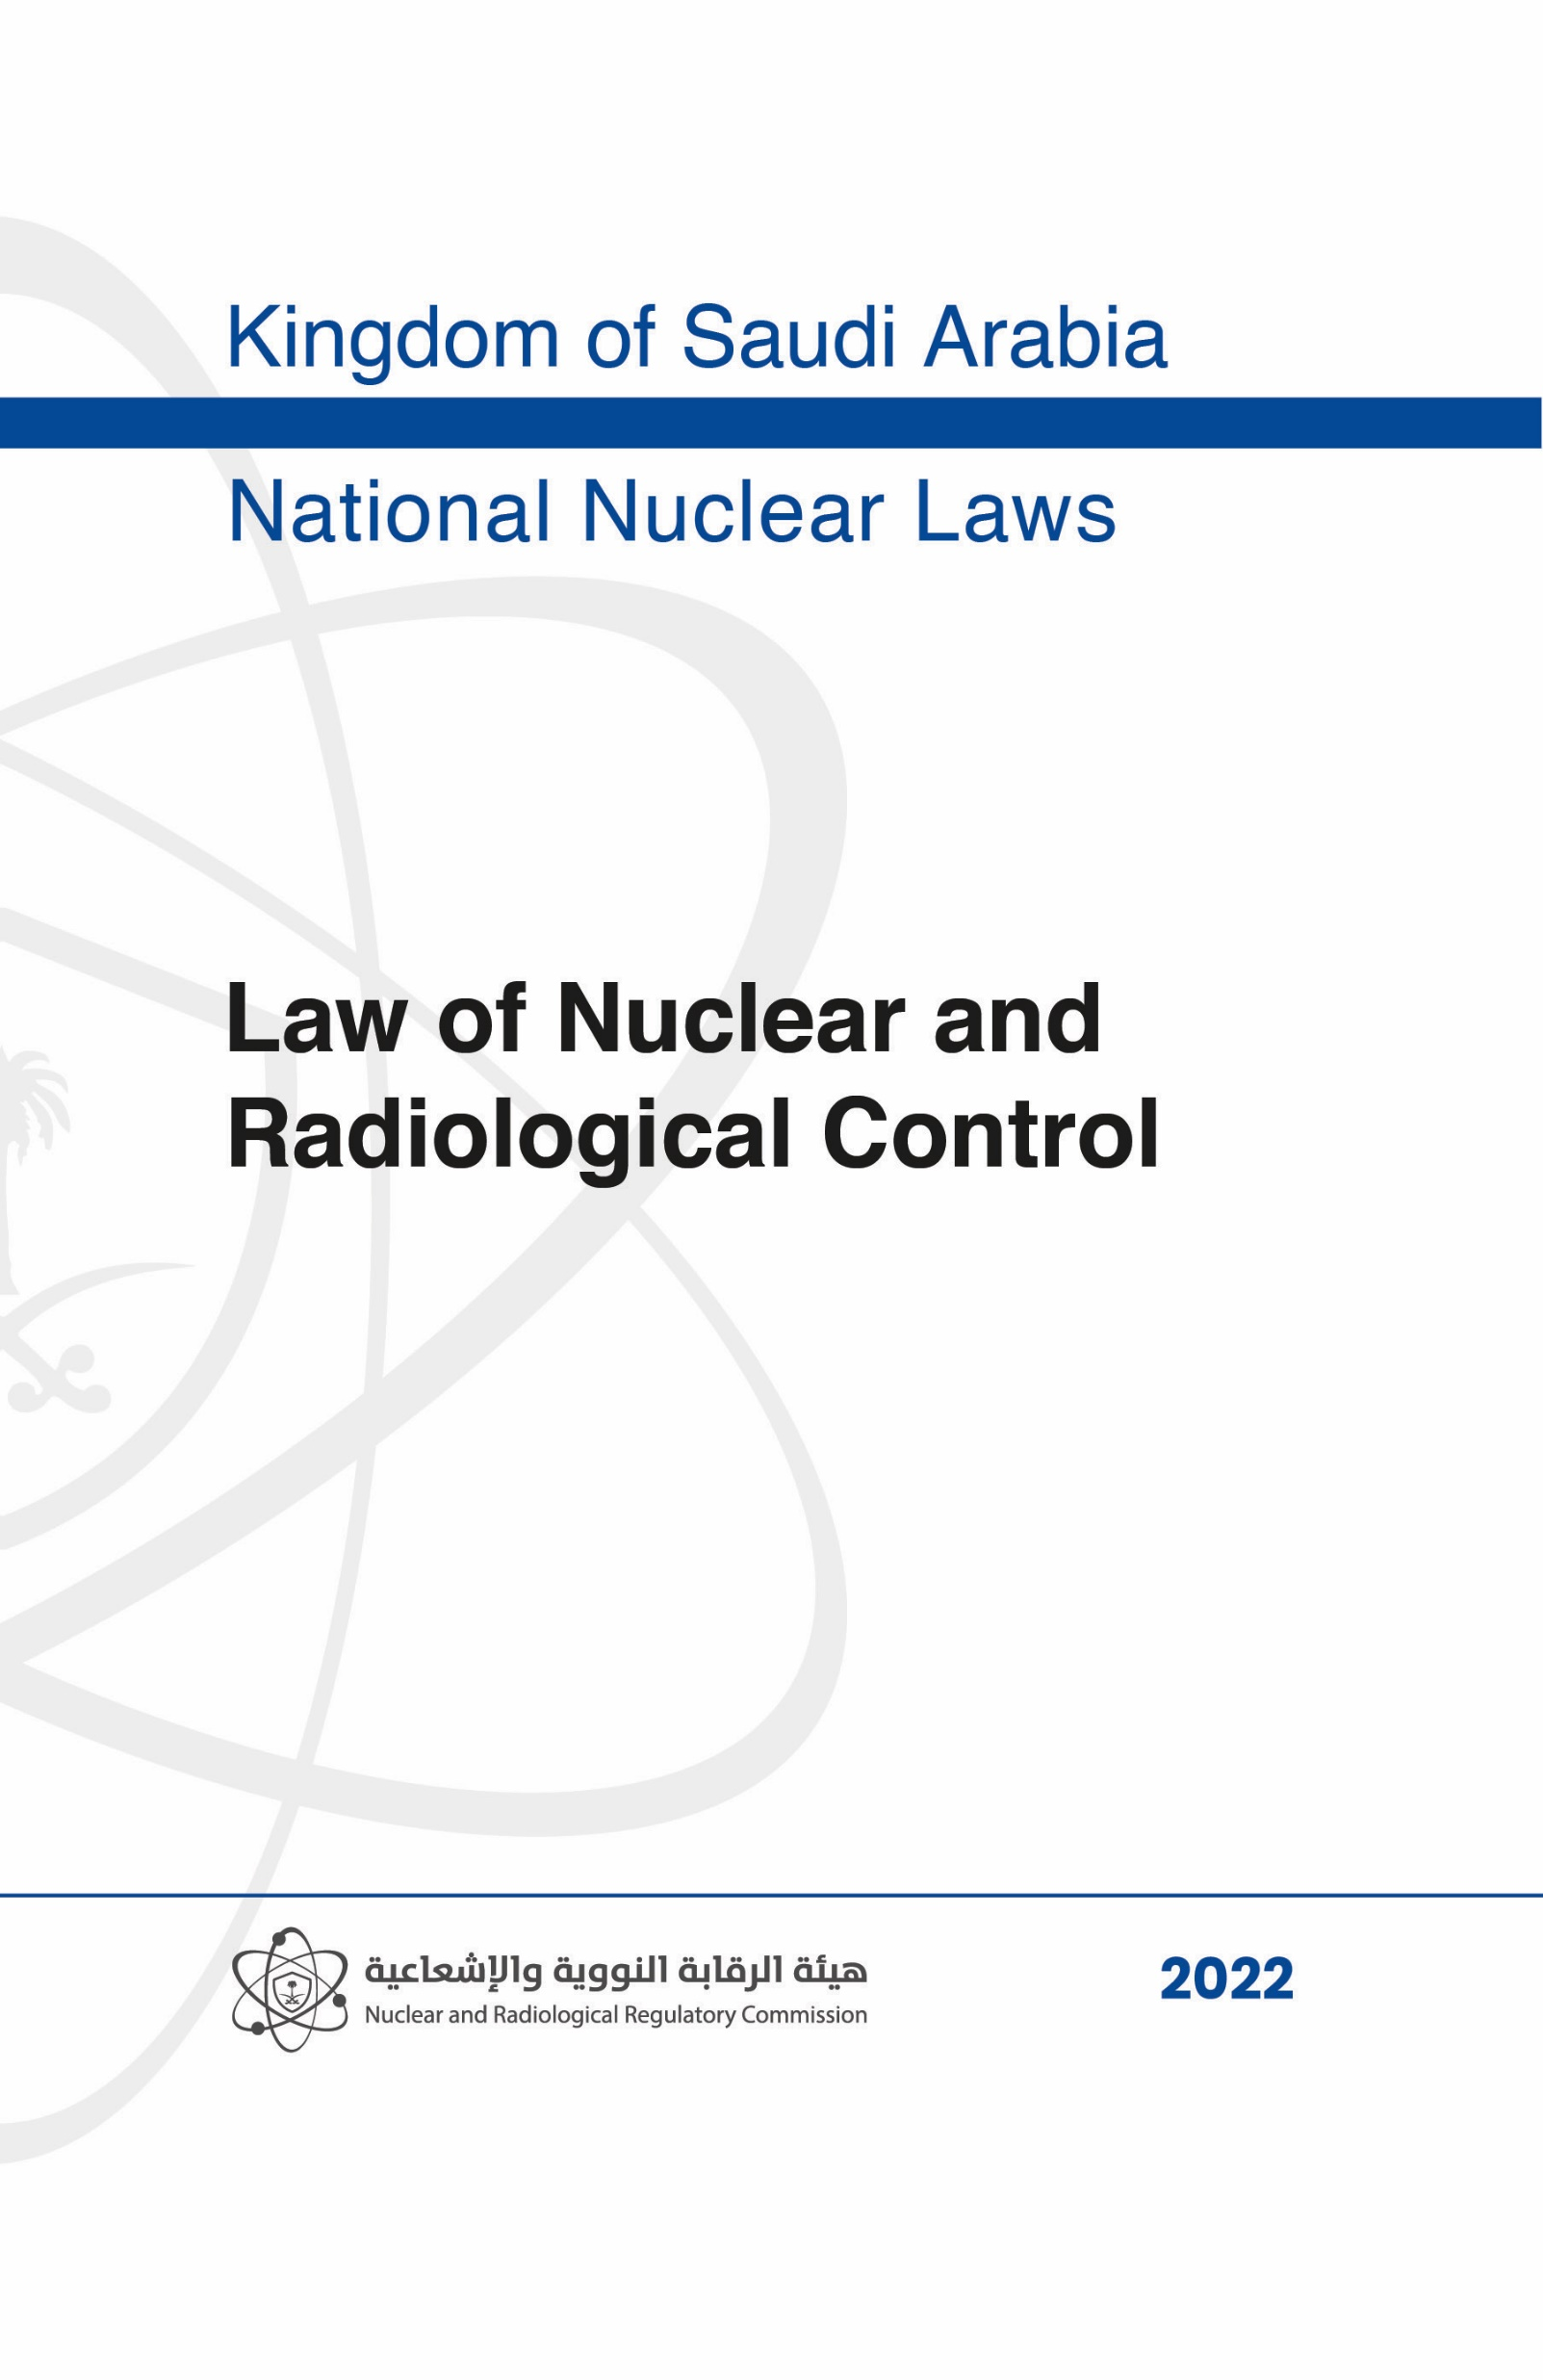 Kingdom of Saudi Arabia
National Nuclear Laws
Law of Nuclear and
Radiological Control
هيئة الرقابة النووية والإشعاعية
Nuclear and Radiological Regulatory Commission
2022